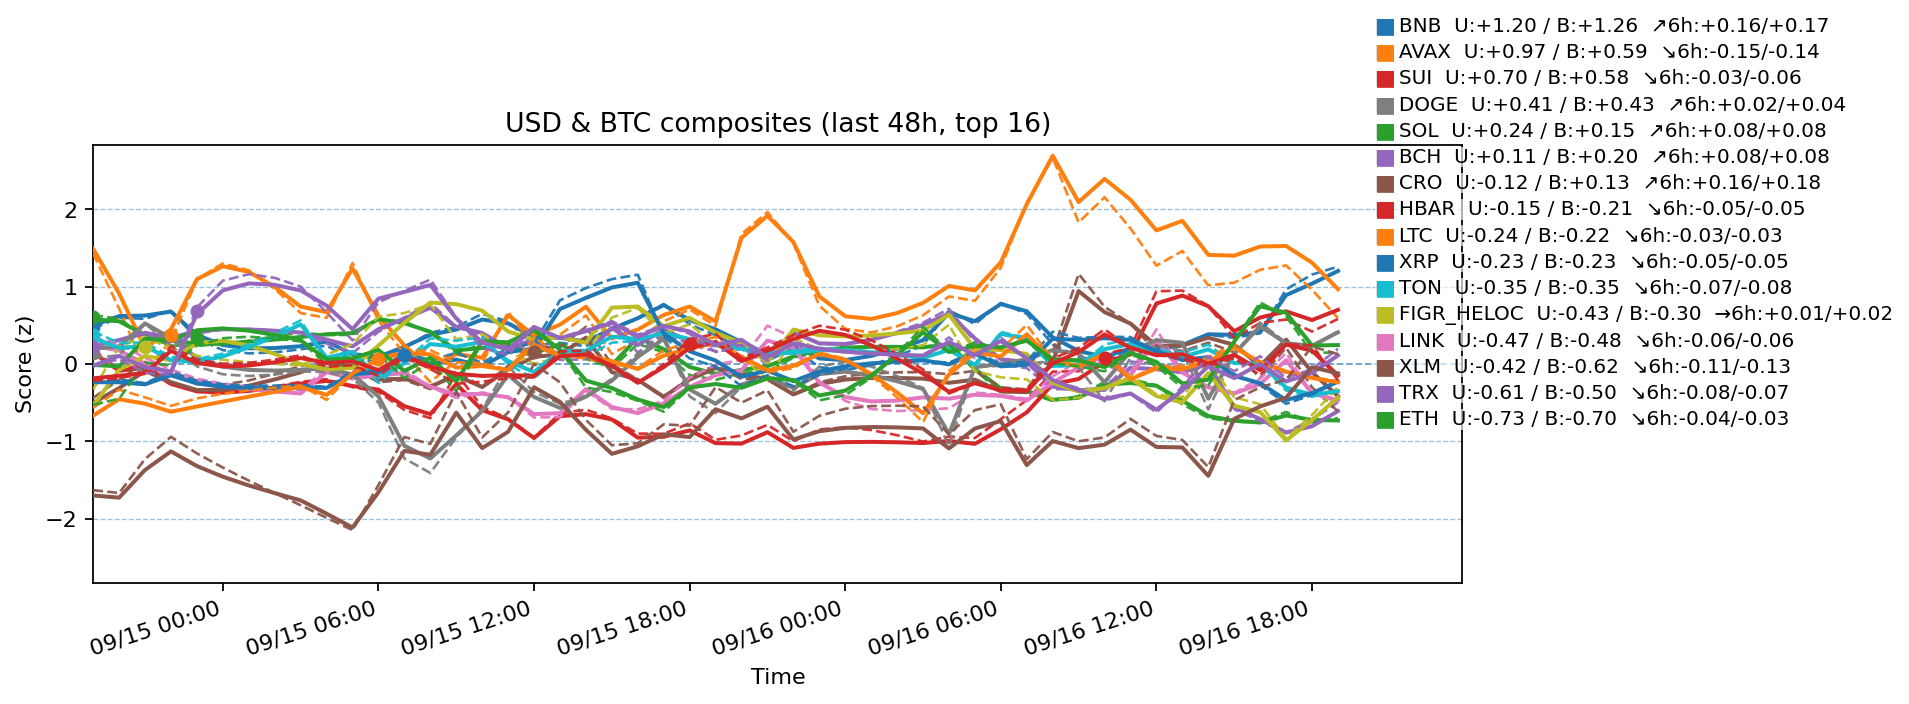 BNB U:+1.20 / B:+1.26 ↗6h:+0.16/+0.17
AVAX U:+0.97 / B:+0.59 ↘6h:-0.15/-0.14
SUI U:+0.70 / B:+0.58 ↘6h:-0.03/-0.06
DOGE U:+0.41 / B:+0.43 ↗6h:+0.02/+0.04
SOL U:+0.24 / B:+0.15 ↗6h:+0.08/+0.08
BCH U:+0.11 / B:+0.20 ↗6h:+0.08/+0.08
CRO U:-0.12 / B:+0.13 ↗6h:+0.16/+0.18
HBAR U:-0.15 / B:-0.21 ↘6h:-0.05/-0.05
LTC U:-0.24 / B:-0.22 ↘6h:-0.03/-0.03
XRP U:-0.23 / B:-0.23 ↘6h:-0.05/-0.05
TON U:-0.35 / B:-0.35 ↘6h:-0.07/-0.08
FIGR_HELOC U:-0.43 / B:-0.30 →6h:+0.01/+0.02
LINK U:-0.47 / B:-0.48 ↘6h:-0.06/-0.06
XLM U:-0.42 / B:-0.62 ↘6h:-0.11/-0.13
TRX U:-0.61 / B:-0.50 ↘6h:-0.08/-0.07
ETH U:-0.73 / B:-0.70 ↘6h:-0.04/-0.03
USD & BTC composites (last 48h, top 16)
Score (z)
2
1
0
−1
−2
09/15 00:00
09/15 06:00
09/15 12:00
09/15 18:00
09/16 00:00
09/16 06:00
09/16 12:00
09/16 18:00
Time